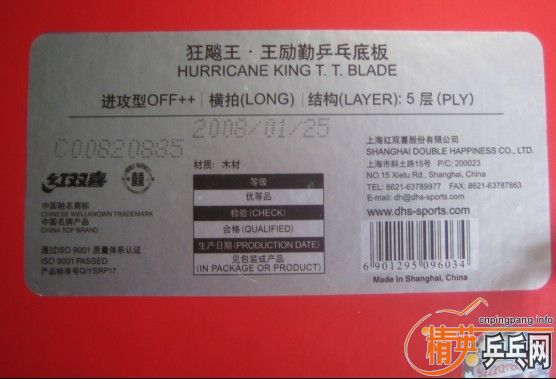 狂飚王·王励勤乒乓底板
HURRICANE KING T. T. BLADE
进攻型OFF++ 横拍(LONG) 结构(LAYER): 5 层(PLY)
2008/01/25
C00820885
红双喜
中国驰名商标
CHINESE WELLKNOWN TRADEMARK
中国名牌产品
CHINA TOP BRAND
通过ISO 9001 质量体系认证
ISO 9001 PASSED
产品标准号Q/YSRP17
材质: 木材
等级
优等品
检验(CHECK)
合格(QUALIFIED)
生产日期(PRODUCTION DATE)
见包装或产品
(IN PACKAGE OR PRODUCT)
上海红双喜股份有限公司
SHANGHAI DOUBLE HAPPINESS CO., LTD.
上海市斜土路15号 P/C: 200023
NO.15 Xietu Rd., Shanghai, China
TEL: 8621-63789977 FAX: 8621-63787863
http://www.dhs-sports.com
6 901295 096034
Made in Shanghai, China
cnpingpang.info
精英乒乓网